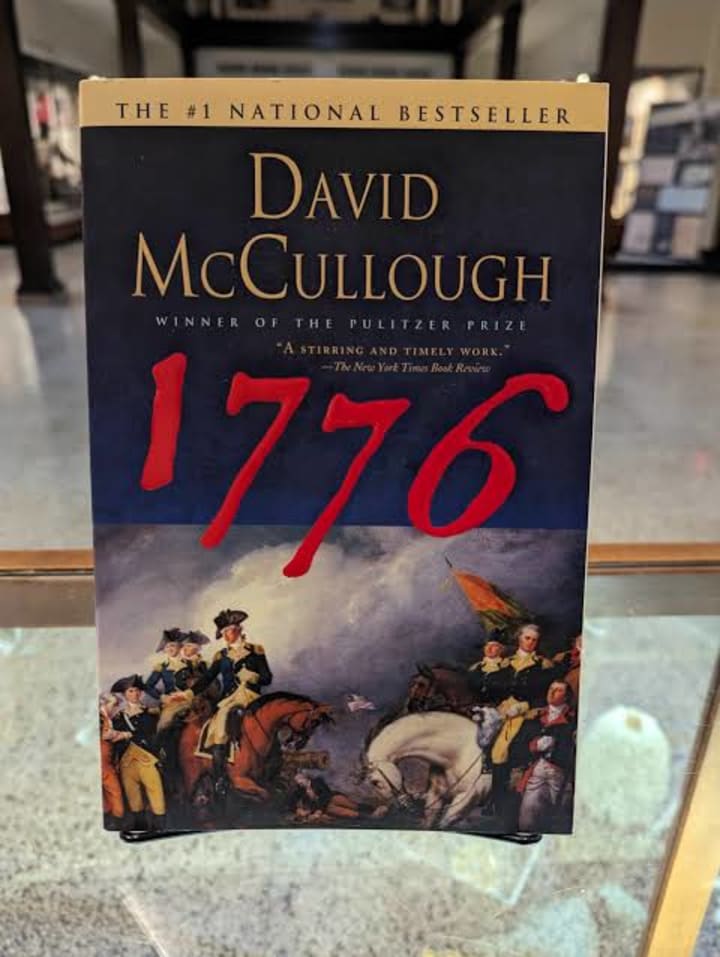 THE #1 NATIONAL BESTSELLER
DAVID
MCCULLOUGH
WINNER OF THE PULITZER PRIZE
"A STIRRING AND TIMELY WORK."
—The New York Times Book Review
1776